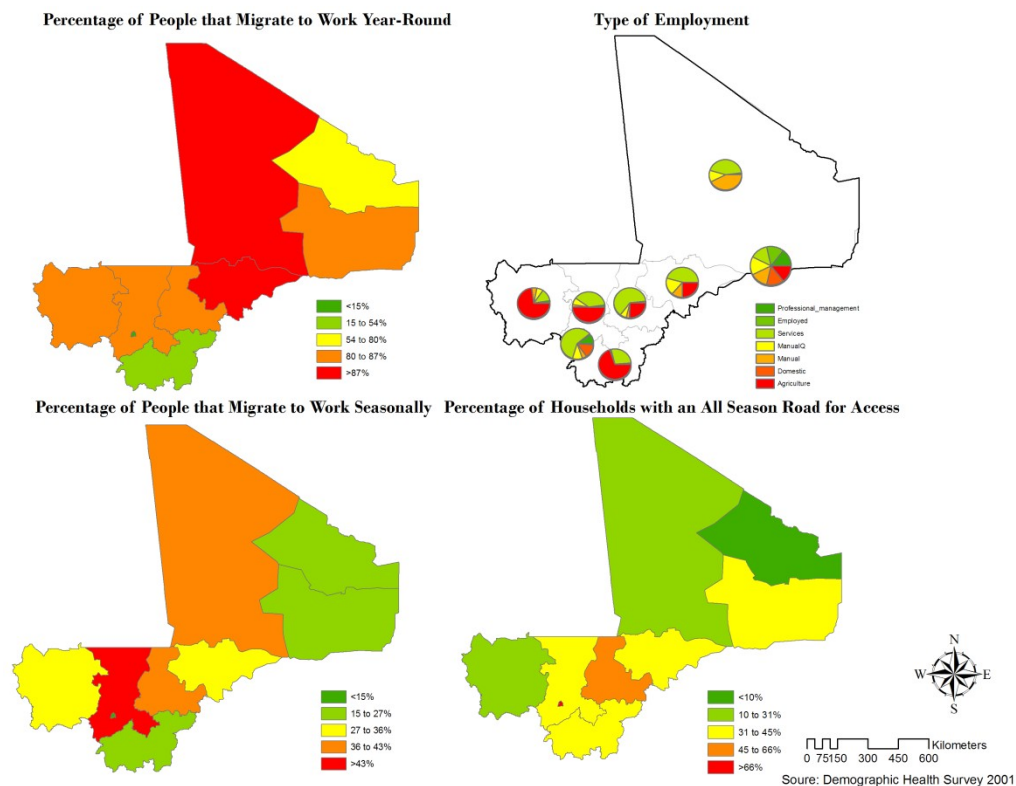 Percentage of People that Migrate to Work Year-Round
Type of Employment
<15%
15 to 54%
54 to 80%
80 to 87%
>87%
Professional_management
Employed
Services
ManualQ
Manual
Domestic
Agriculture
Percentage of People that Migrate to Work Seasonally
Percentage of Households with an All Season Road for Access
<15%
15 to 27%
27 to 36%
36 to 43%
>43%
<10%
10 to 31%
31 to 45%
45 to 66%
>66%
N
W E
S
Kilometers
0 75150 300 450 600
Soure: Demographic Health Survey 2001